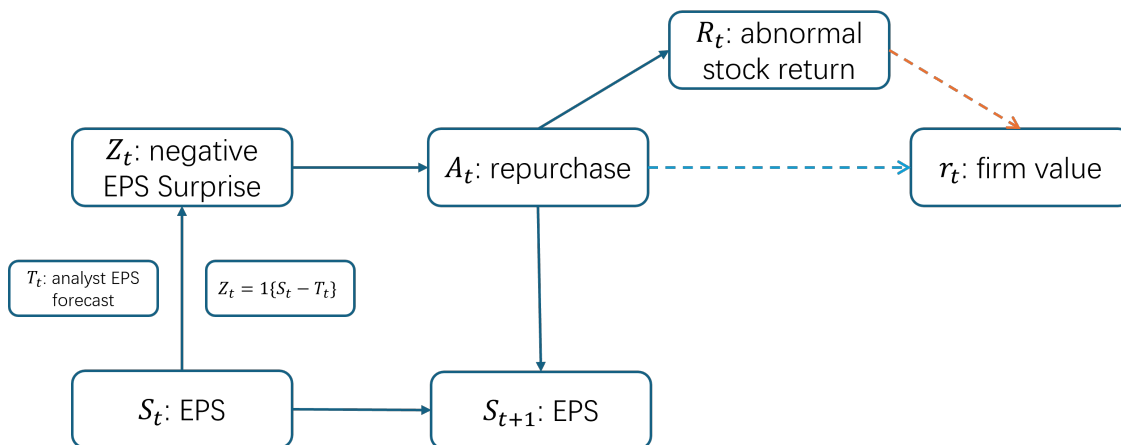 R_t: abnormal
stock return
Z_t: negative
EPS Surprise
A_t: repurchase
r_t: firm value
T_t: analyst EPS
forecast
Z_t = 1{S_t − T_t}
S_t: EPS
S_{t+1}: EPS